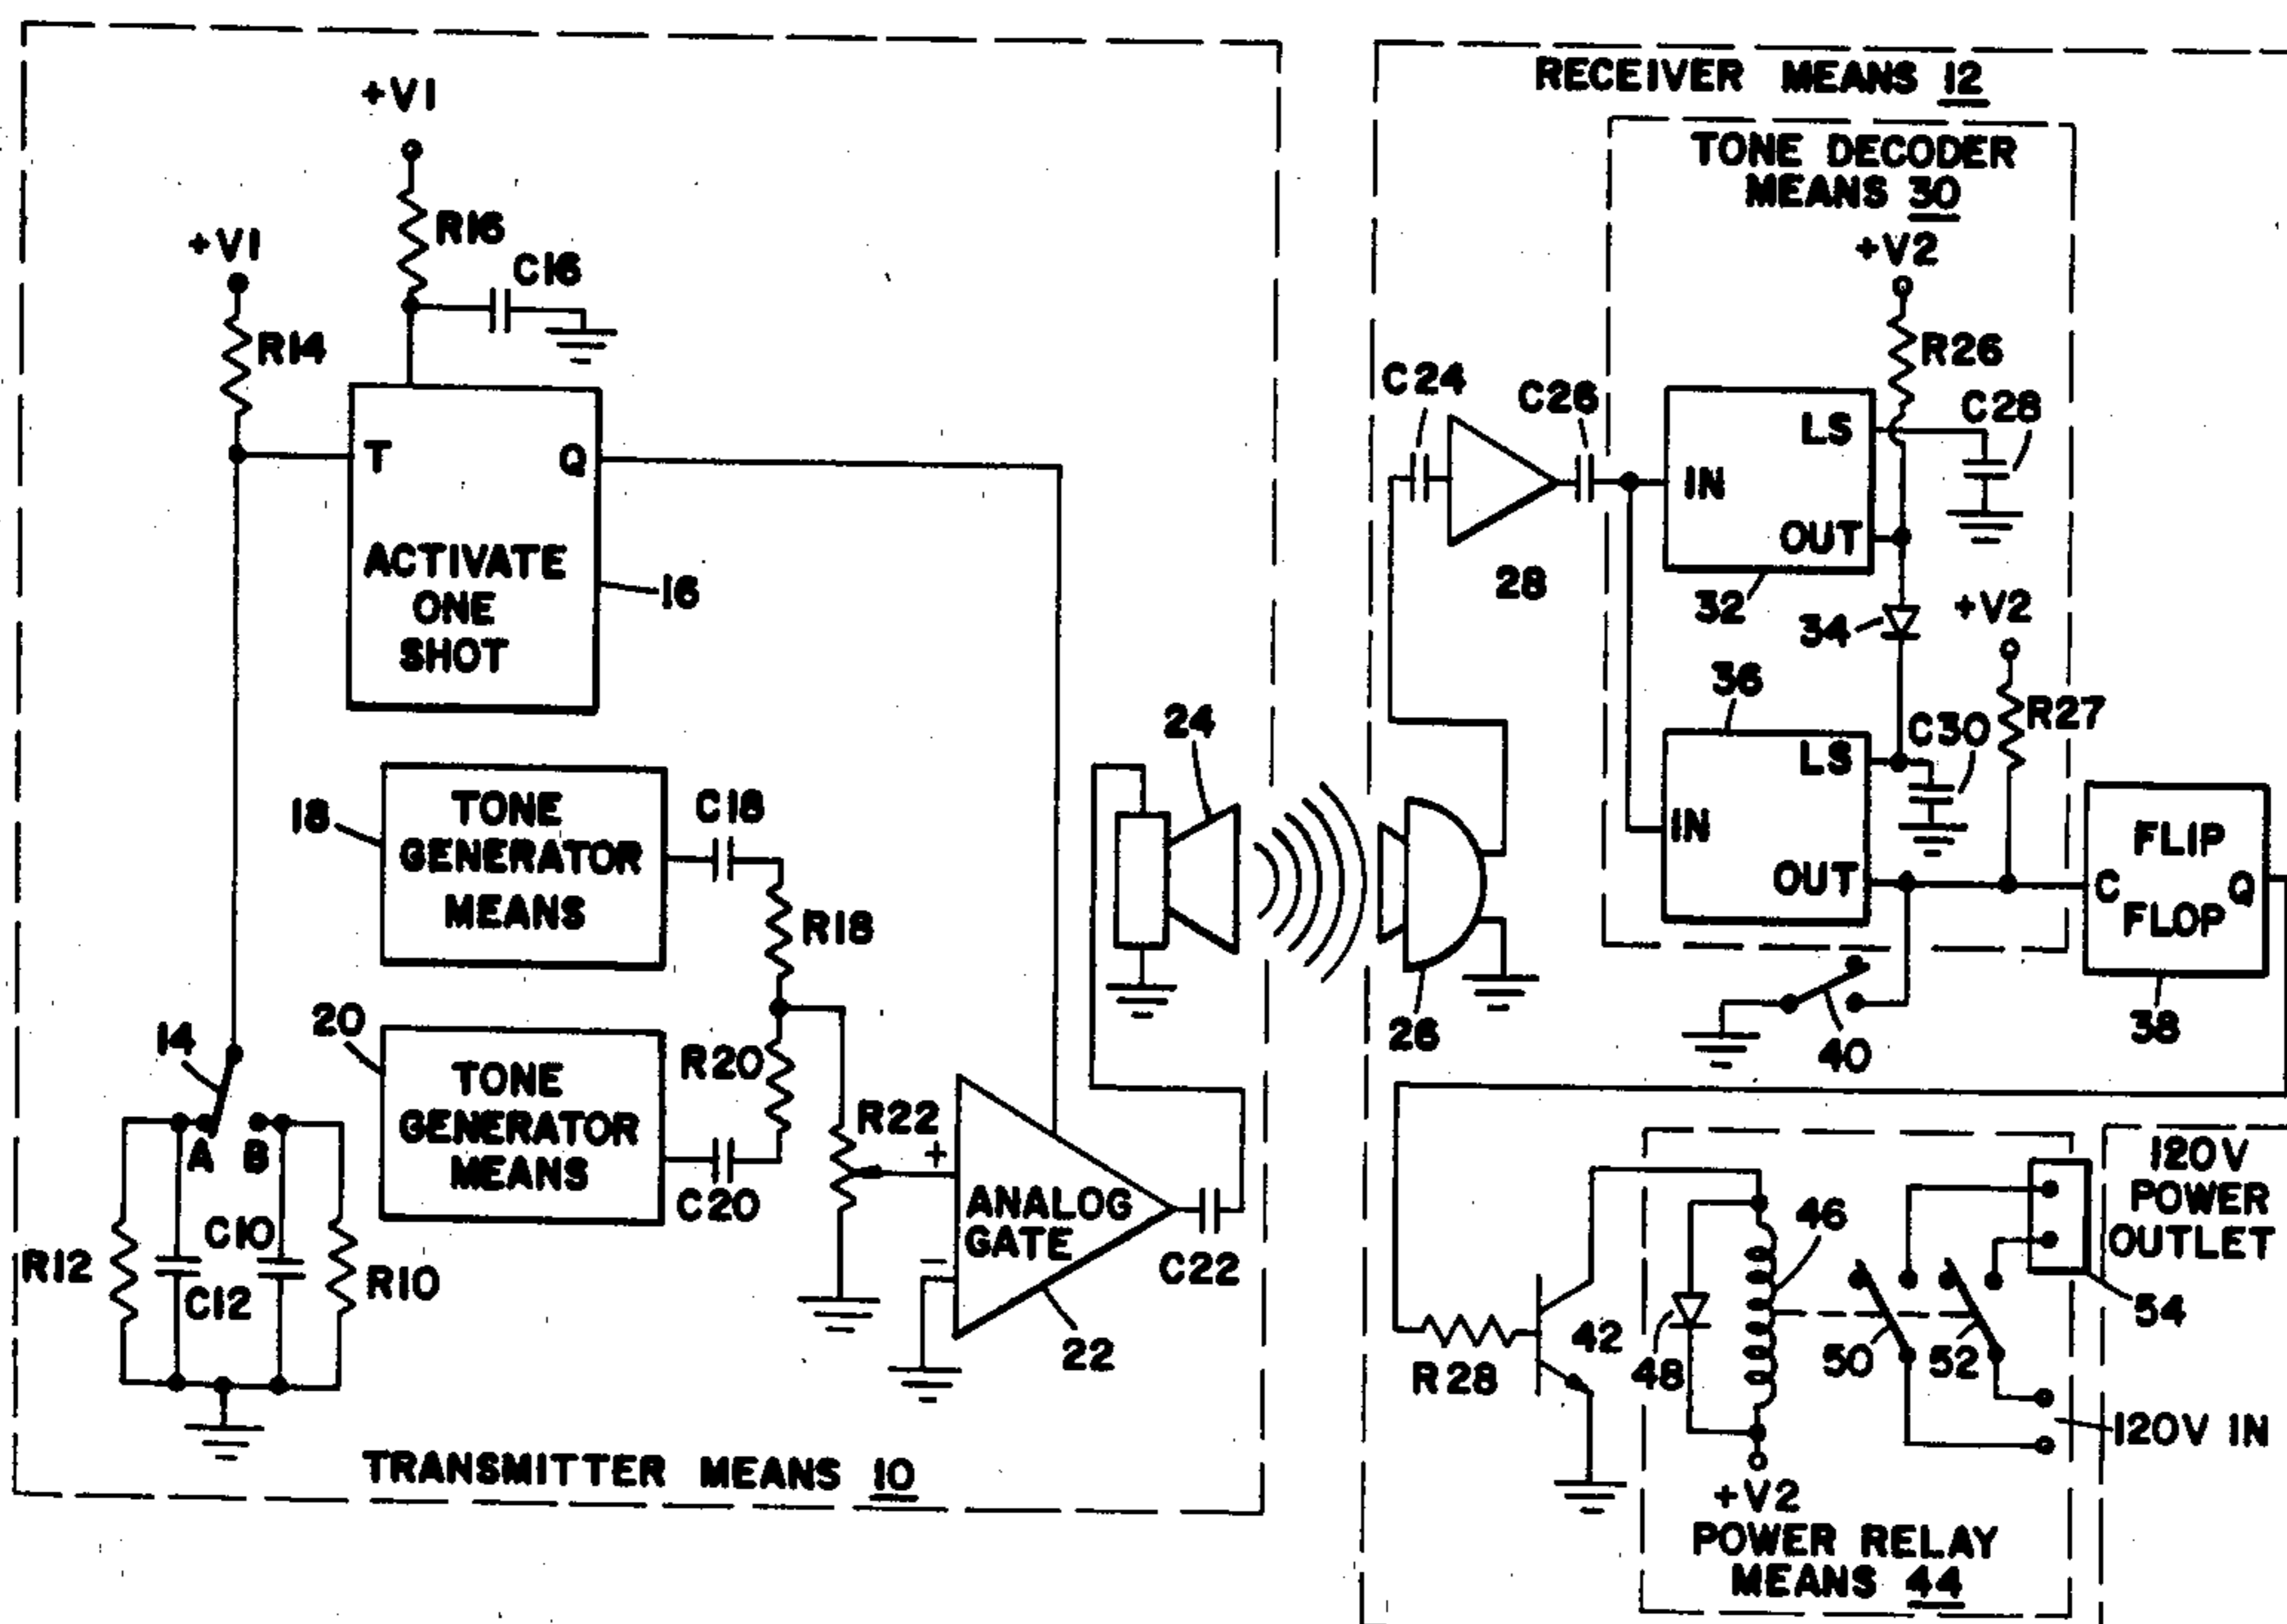 +V1
R16
C16
+V1
R14
T
Q
ACTIVATE
ONE
SHOT
16
18
TONE
GENERATOR
MEANS
C18
R18
20
TONE
GENERATOR
MEANS
R20
C20
R22
+
−
ANALOG
GATE
22
C22
24
14
A
B
R12
C12
C10
R10
TRANSMITTER MEANS 10
RECEIVER MEANS 12
TONE DECODER
MEANS 30
+V2
R26
C24
C26
28
LS
IN
OUT
C28
32
34
+V2
36
LS
C30
R27
IN
OUT
C
FLIP
FLOP
Q
38
26
40
R28
42
48
46
50
52
120V
POWER
OUTLET
54
120V IN
+V2
POWER RELAY
MEANS 44